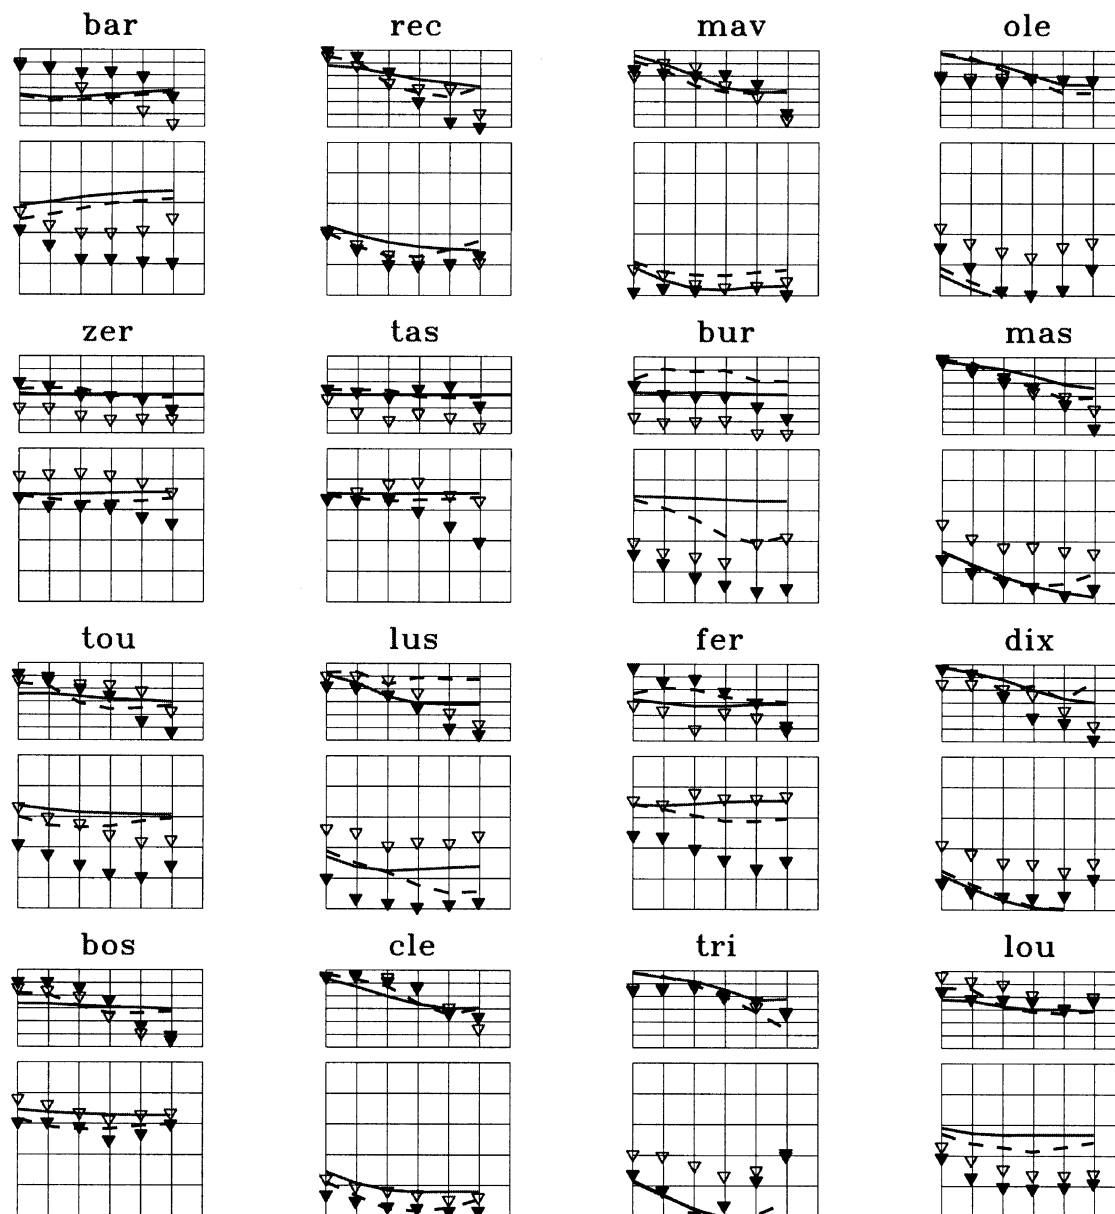 bar rec mav ole
zer tas bur mas
tou lus fer dix
bos cle tri lou